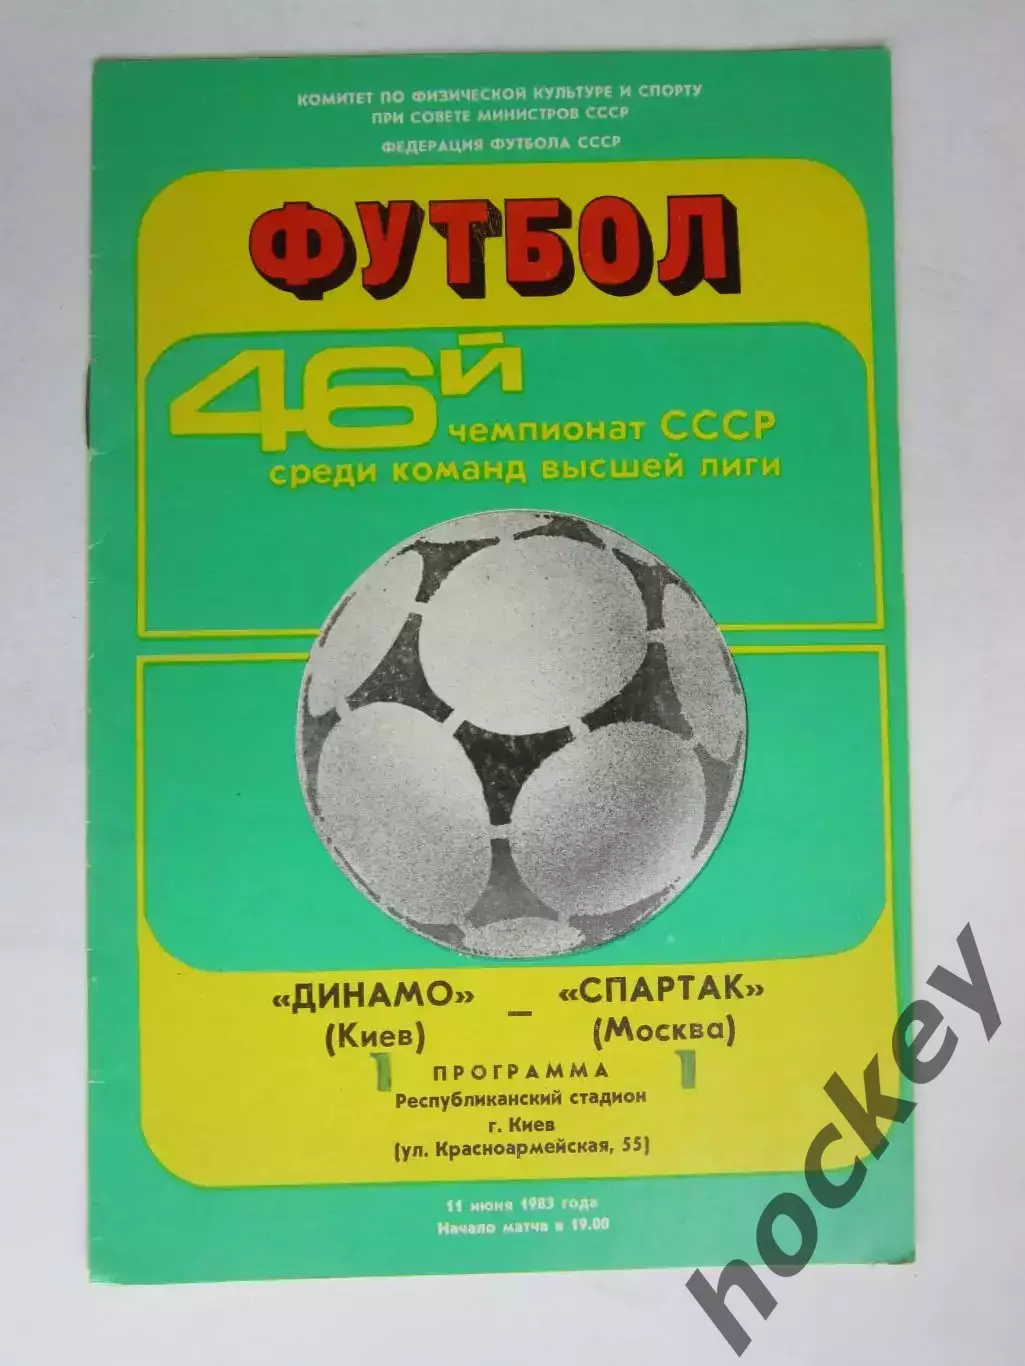 КОМИТЕТ ПО ФИЗИЧЕСКОЙ КУЛЬТУРЕ И СПОРТУ
ПРИ СОВЕТЕ МИНИСТРОВ СССР
ФЕДЕРАЦИЯ ФУТБОЛА СССР
ФУТБОЛ
46й
чемпионат СССР
среди команд высшей лиги
«ДИНАМО» — «СПАРТАК»
(Киев) (Москва)
1 1
ПРОГРАММА
Республиканский стадион
г. Киев
(ул. Красноармейская, 55)
11 июня 1983 года
Начало матча в 19.00
hockey